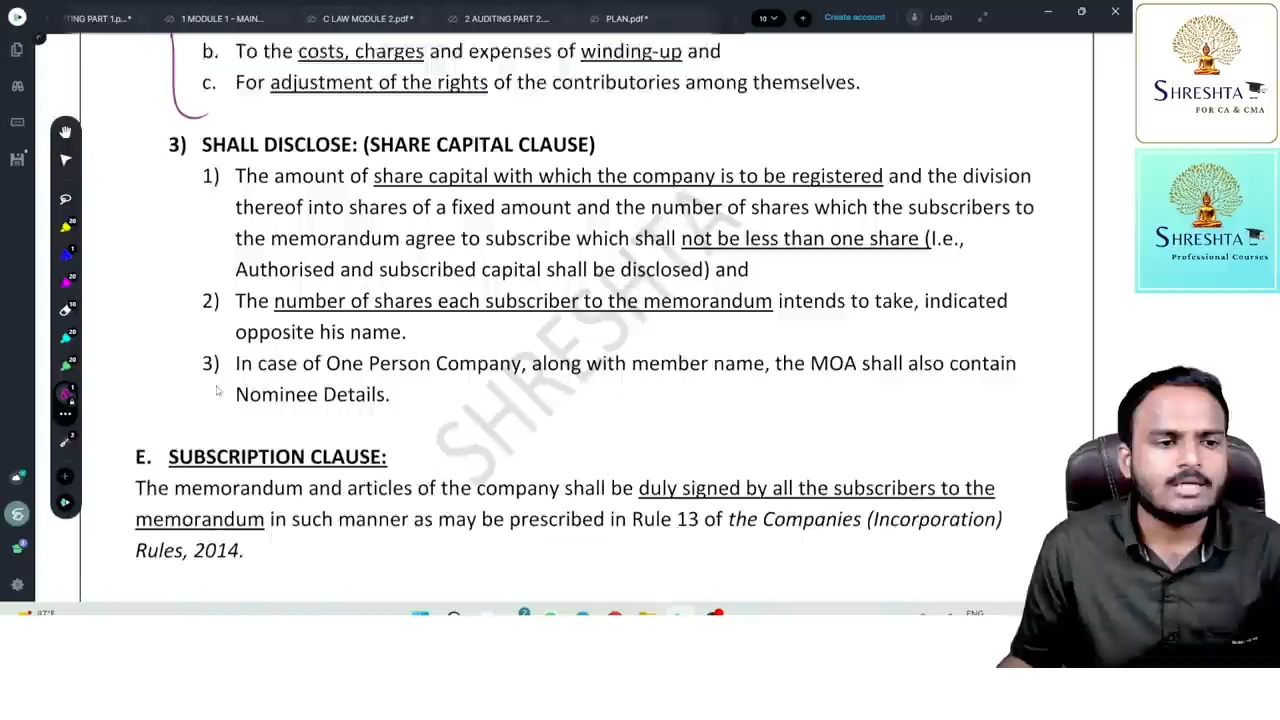 TING PART 1.p...* 1 MODULE 1 - MAIN... C LAW MODULE 2.pdf* 2 AUDITING PART 2.... PLAN.pdf* 10 Create account Login
b. To the costs, charges and expenses of winding-up and
c. For adjustment of the rights of the contributories among themselves.
3) SHALL DISCLOSE: (SHARE CAPITAL CLAUSE)
1) The amount of share capital with which the company is to be registered and the division
thereof into shares of a fixed amount and the number of shares which the subscribers to
the memorandum agree to subscribe which shall not be less than one share (I.e.,
Authorised and subscribed capital shall be disclosed) and
2) The number of shares each subscriber to the memorandum intends to take, indicated
opposite his name.
3) In case of One Person Company, along with member name, the MOA shall also contain
Nominee Details.
E. SUBSCRIPTION CLAUSE:
The memorandum and articles of the company shall be duly signed by all the subscribers to the
memorandum in such manner as may be prescribed in Rule 13 of the Companies (Incorporation)
Rules, 2014.
SHRESHTA
SHRESHTA
FOR CA & CMA
SHRESHTA
Professional Courses